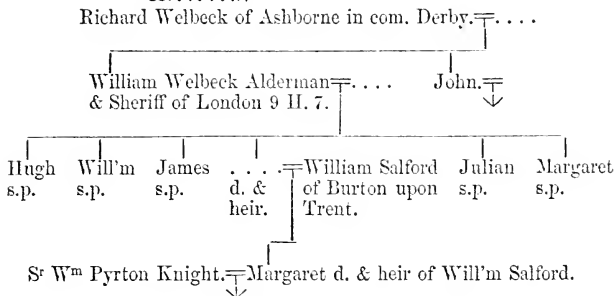 Richard Welbeck of Ashborne in com. Derby. . . . .
William Welbeck Alderman . . . . John.
& Sheriff of London 9 H. 7.
Hugh Will'm James . . . . William Salford Julian Margaret
s.p. s.p. s.p. d. & of Burton upon s.p. s.p.
heir. Trent.
Sr Wm Pyrton Knight. Margaret d. & heir of Will'm Salford.